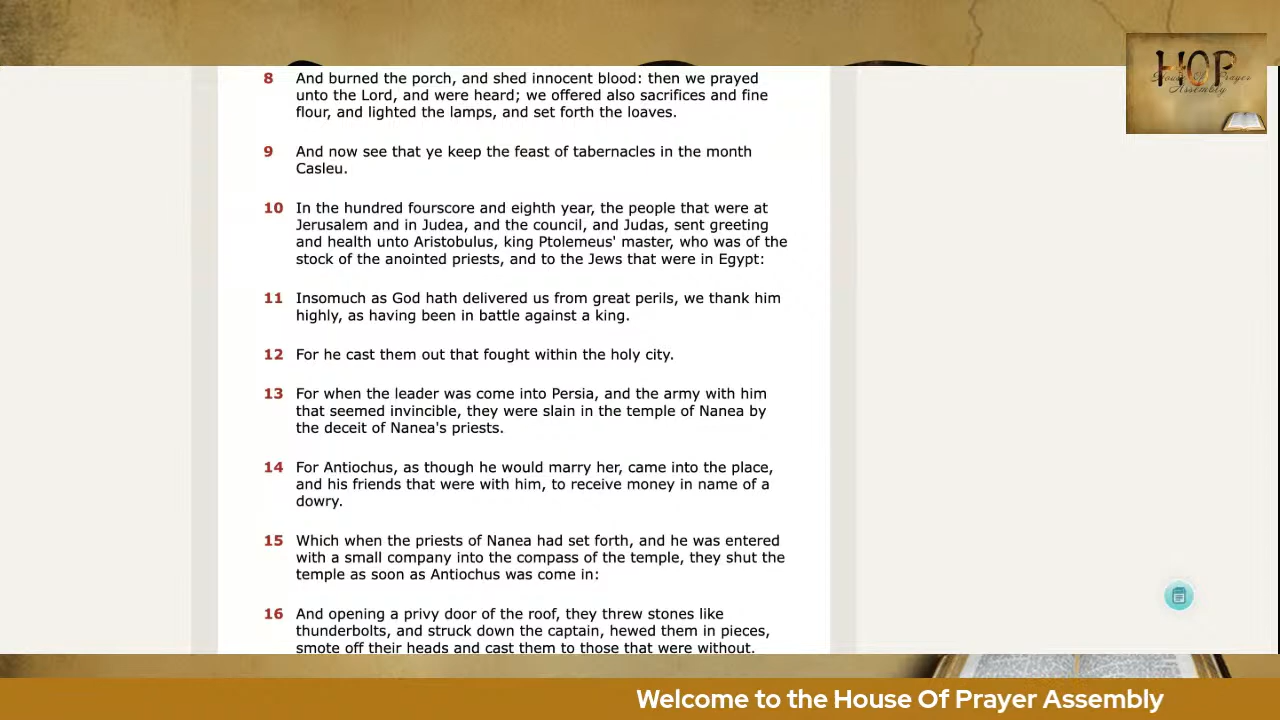 HOP
House Of Prayer
Assembly
8 And burned the porch, and shed innocent blood: then we prayed
unto the Lord, and were heard; we offered also sacrifices and fine
flour, and lighted the lamps, and set forth the loaves.
9 And now see that ye keep the feast of tabernacles in the month
Casleu.
10 In the hundred fourscore and eighth year, the people that were at
Jerusalem and in Judea, and the council, and Judas, sent greeting
and health unto Aristobulus, king Ptolemeus' master, who was of the
stock of the anointed priests, and to the Jews that were in Egypt:
11 Insomuch as God hath delivered us from great perils, we thank him
highly, as having been in battle against a king.
12 For he cast them out that fought within the holy city.
13 For when the leader was come into Persia, and the army with him
that seemed invincible, they were slain in the temple of Nanea by
the deceit of Nanea's priests.
14 For Antiochus, as though he would marry her, came into the place,
and his friends that were with him, to receive money in name of a
dowry.
15 Which when the priests of Nanea had set forth, and he was entered
with a small company into the compass of the temple, they shut the
temple as soon as Antiochus was come in:
16 And opening a privy door of the roof, they threw stones like
thunderbolts, and struck down the captain, hewed them in pieces,
smote off their heads and cast them to those that were without.
Welcome to the House Of Prayer Assembly